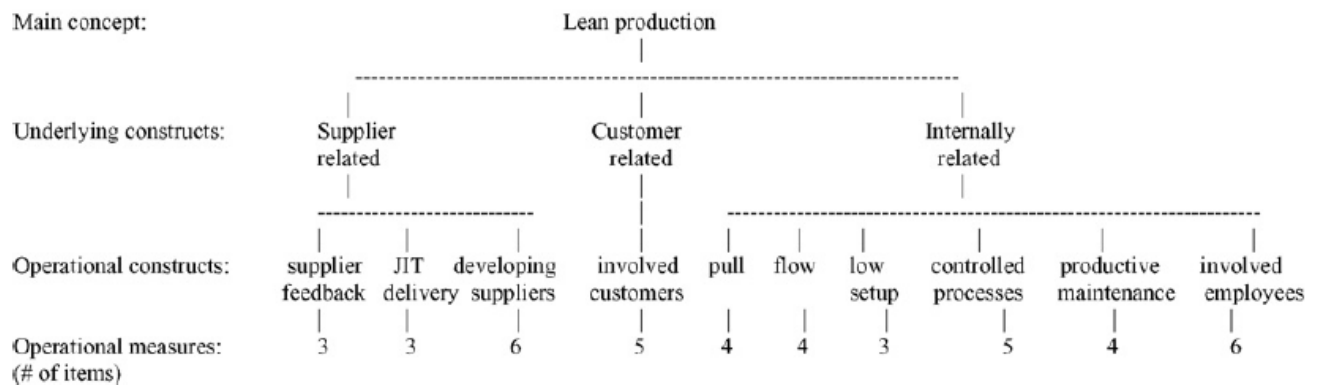 Main concept: Lean production
Underlying constructs: Supplier Customer Internally
related related related
Operational constructs: supplier JIT developing involved pull flow low controlled productive involved
feedback delivery suppliers customers setup processes maintenance employees
Operational measures: 3 3 6 5 4 4 3 5 4 6
(# of items)